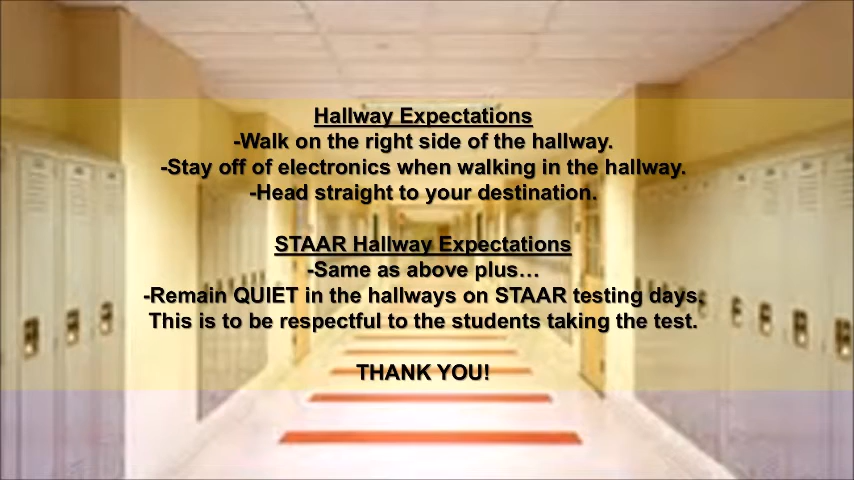 Hallway Expectations
-Walk on the right side of the hallway.
-Stay off of electronics when walking in the hallway.
-Head straight to your destination.
STAAR Hallway Expectations
-Same as above plus…
-Remain QUIET in the hallways on STAAR testing days.
This is to be respectful to the students taking the test.
THANK YOU!